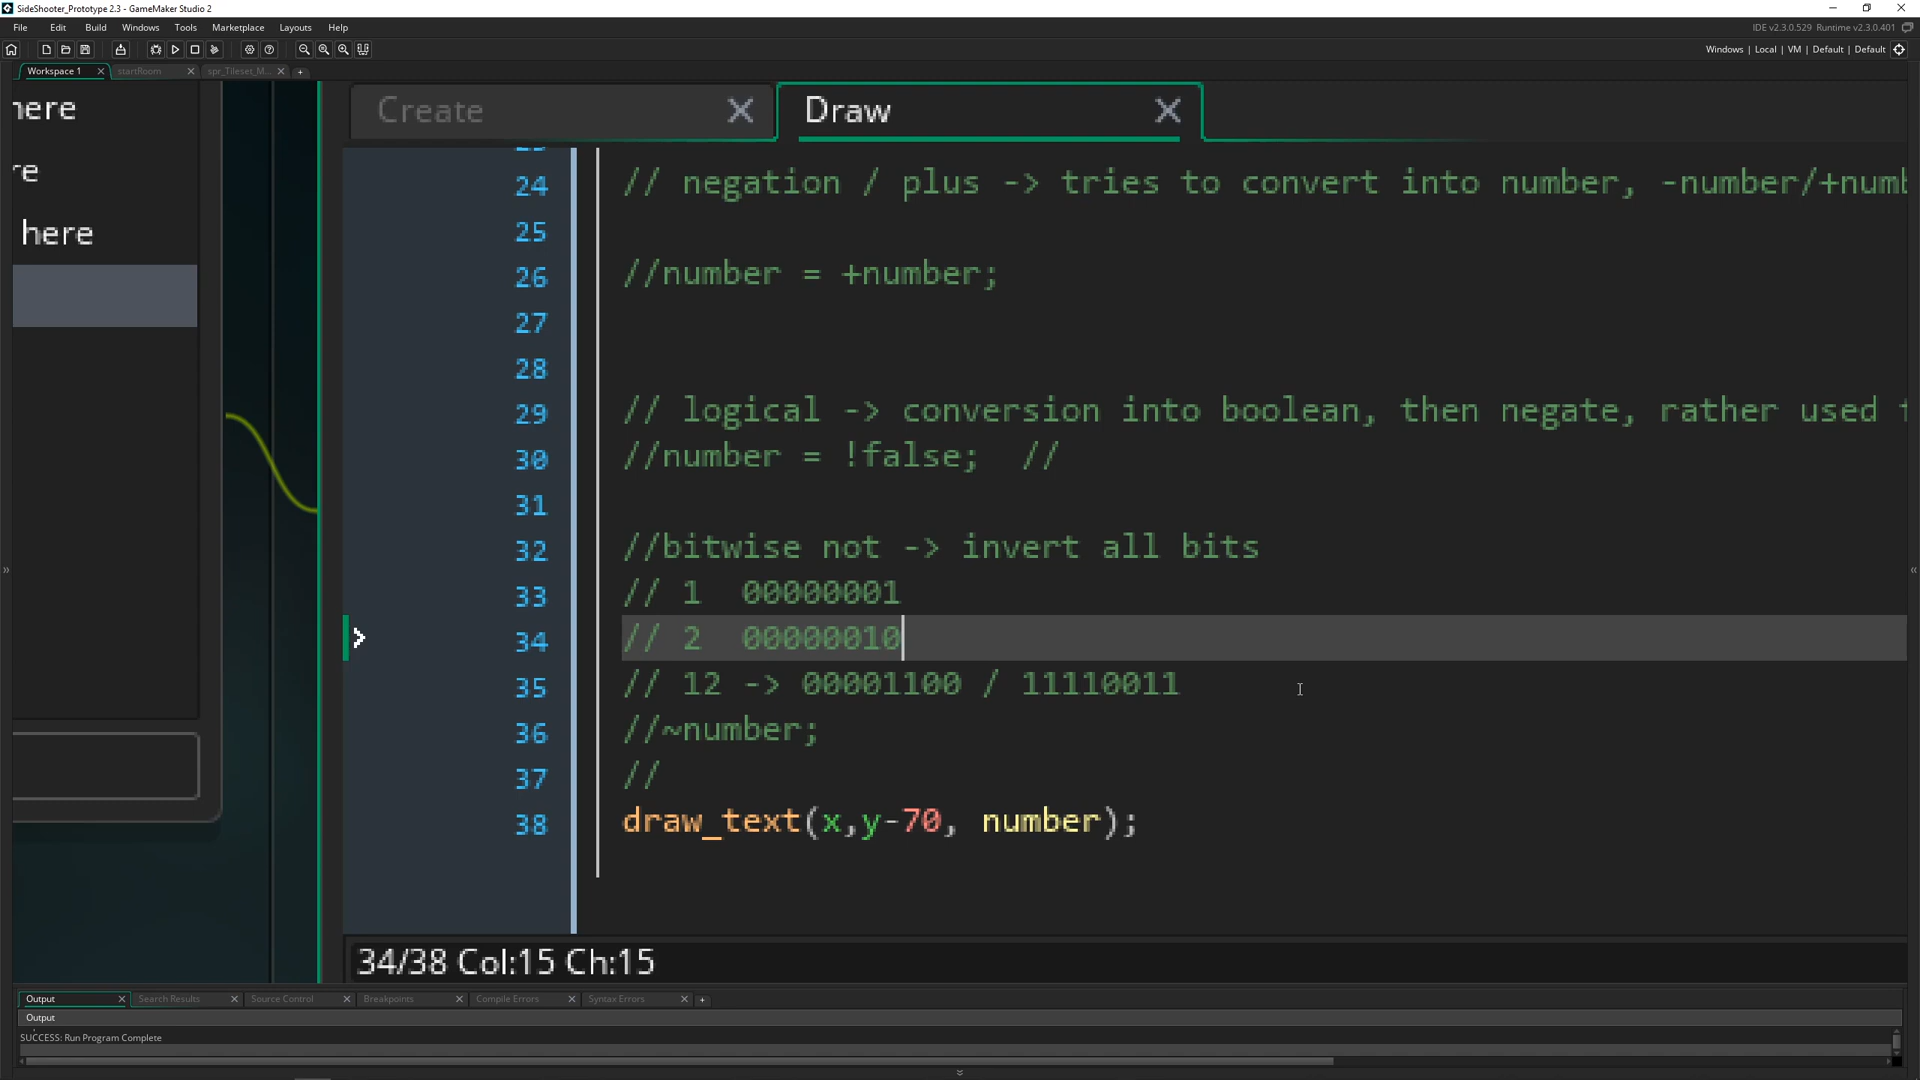 SideShooter_Prototype 2.3 - GameMaker Studio 2
File Edit Build Windows Tools Marketplace Layouts Help
IDE v2.3.0.529 Runtime v2.3.0.401
Windows | Local | VM | Default | Default
Workspace 1 startRoom spr_Tileset_M...
here
re
here
Create Draw
24 // negation / plus -> tries to convert into number, -number/+numb
25
26 //number = +number;
27
28
29 // logical -> conversion into boolean, then negate, rather used
30 //number = !false;  //
31
32 //bitwise not -> invert all bits
33 // 1  00000001
34 // 2  00000010
35 // 12 -> 00001100 / 11110011
36 //~number;
37 //
38 draw_text(x,y-70, number);
34/38 Col:15 Ch:15
Output Search Results Source Control Breakpoints Compile Errors Syntax Errors
Output
SUCCESS: Run Program Complete